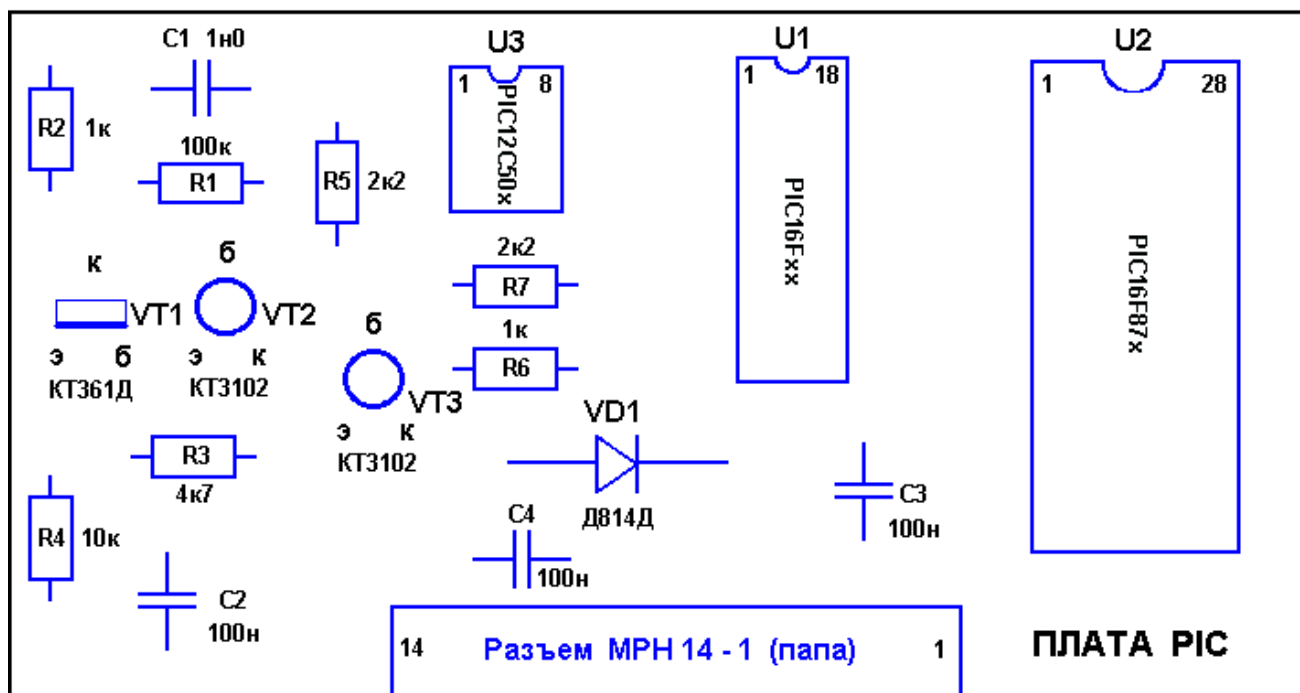 C1 1н0
U3
U1
U2
1 8
1 18
1 28
R2 1к
100к
R1
R5 2к2
PIC12C50x
PIC16Fxx
PIC16F87x
2к2
R7
к
б
VT1
VT2
э б
э к
КТ361Д
КТ3102
б
1к
R6
VT3
э к
КТ3102
VD1
Д814Д
R3
4к7
R4 10к
C4
100н
C3
100н
C2
100н
14 Разъем МРН 14 - 1 (папа) 1
ПЛАТА PIC